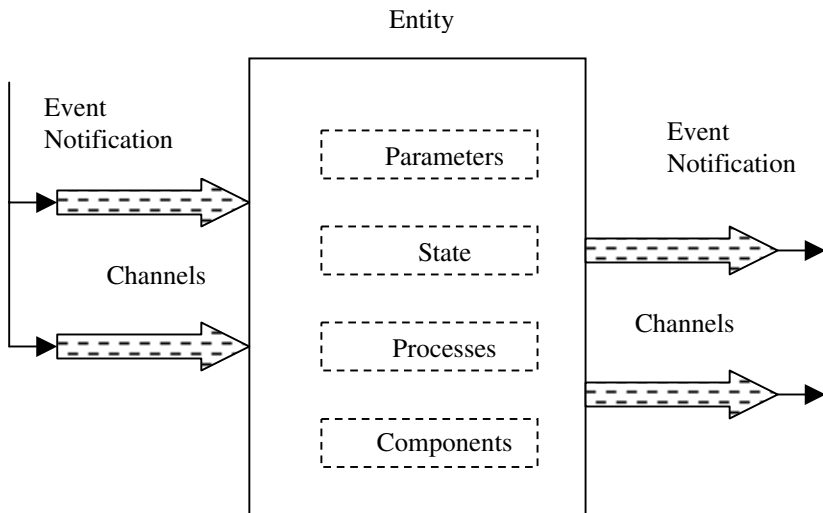 Entity
Event
Notification
Channels
Parameters
State
Processes
Components
Event
Notification
Channels